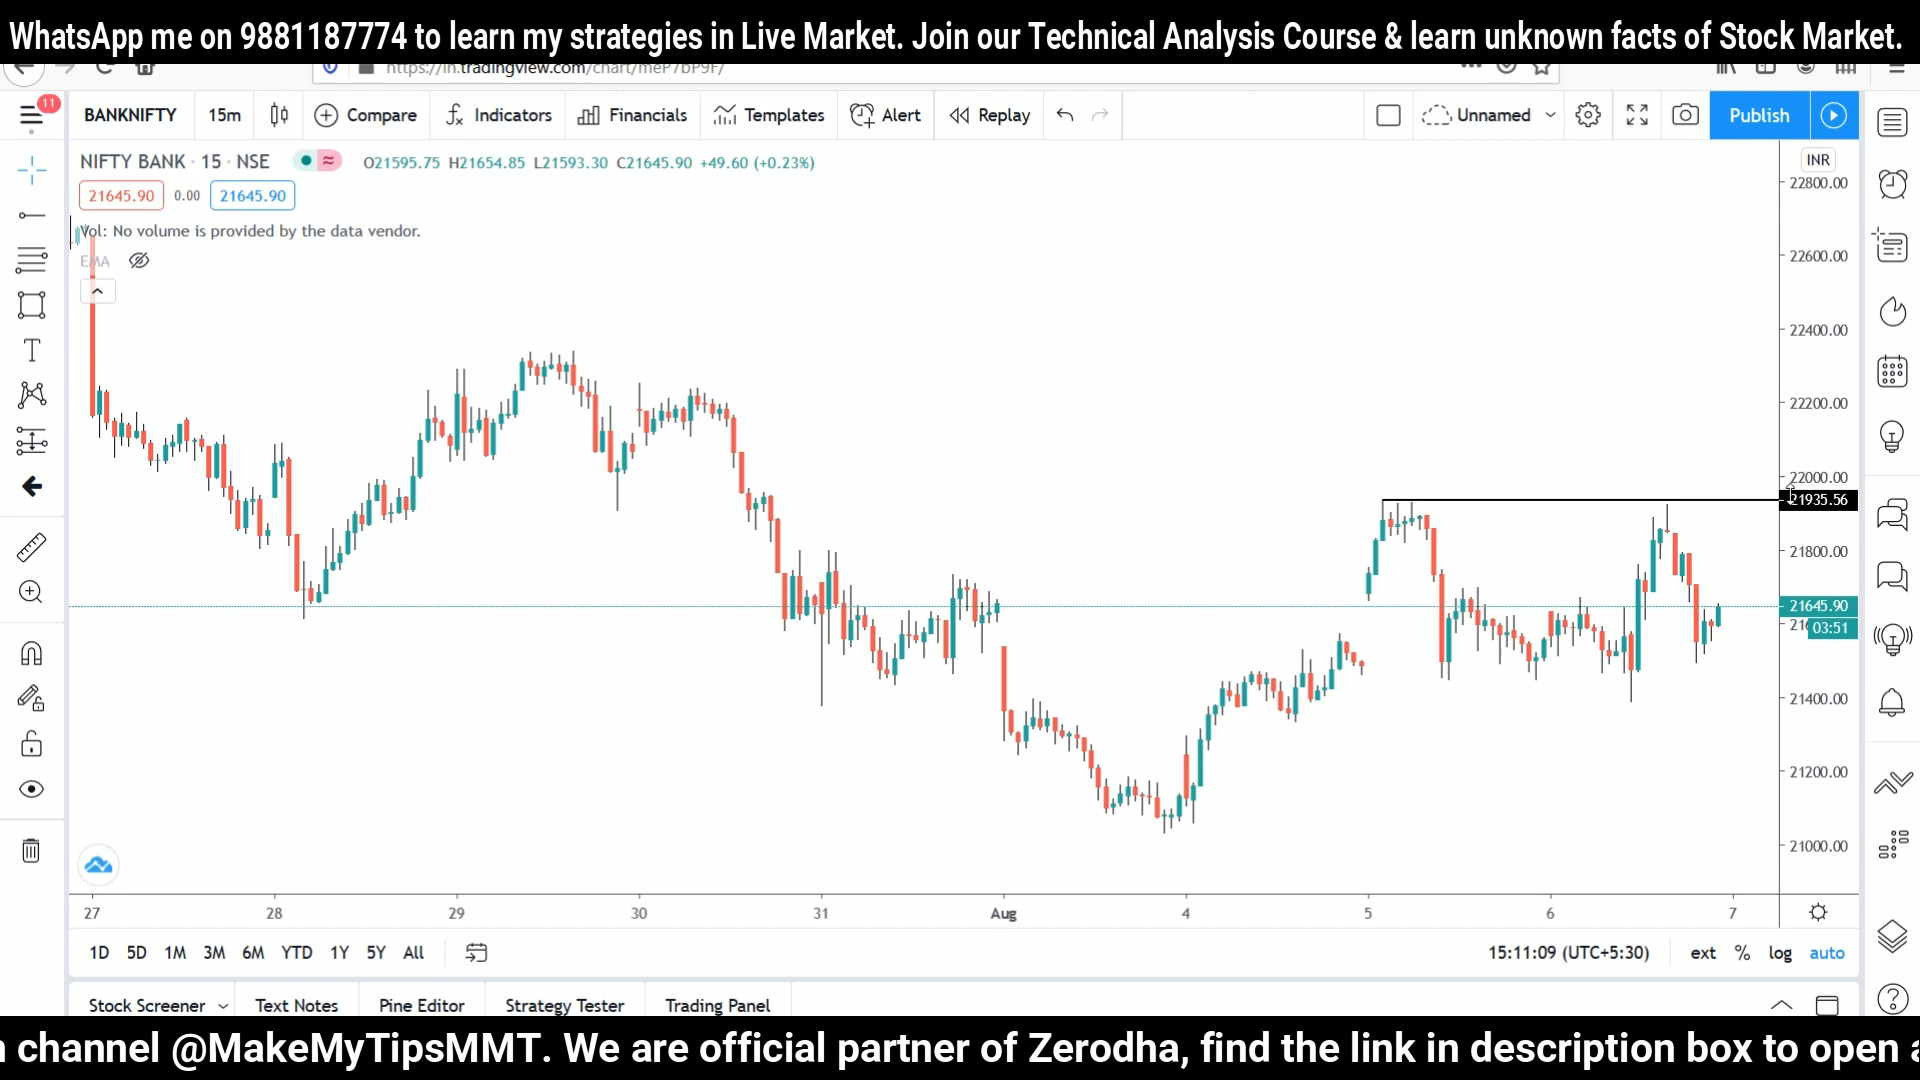 WhatsApp me on 9881187774 to learn my strategies in Live Market. Join our Technical Analysis Course & learn unknown facts of Stock Market.
https://in.tradingview.com/chart/meP7bP9F/
11
BANKNIFTY 15m Compare Indicators Financials Templates Alert Replay Unnamed Publish
NIFTY BANK · 15 · NSE O21595.75 H21654.85 L21593.30 C21645.90 +49.60 (+0.23%)
INR
21645.90 0.00 21645.90
Vol: No volume is provided by the data vendor.
EMA
22800.00
22600.00
22400.00
22200.00
22000.00
21935.56
21800.00
21645.90
03:51
21400.00
21200.00
21000.00
27 28 29 30 31 Aug 4 5 6 7
1D 5D 1M 3M 6M YTD 1Y 5Y All 15:11:09 (UTC+5:30) ext % log auto
Stock Screener Text Notes Pine Editor Strategy Tester Trading Panel
channel @MakeMyTipsMMT. We are official partner of Zerodha, find the link in description box to open